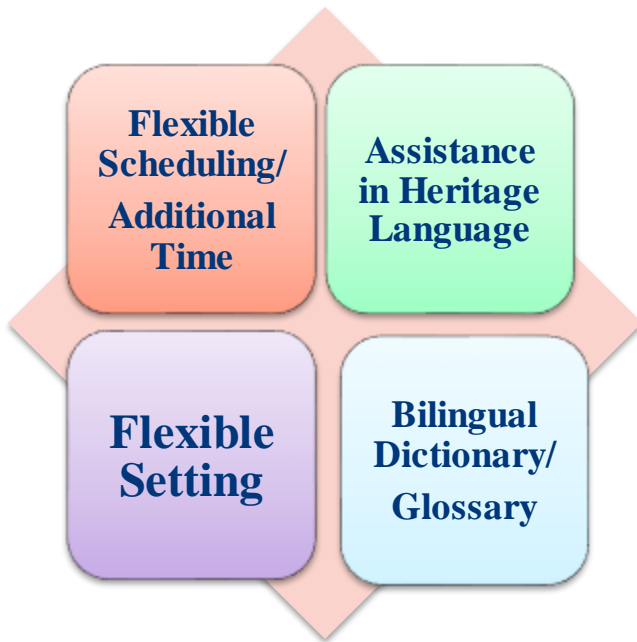 Flexible
Scheduling/
Additional
Time
Assistance
in Heritage
Language
Flexible
Setting
Bilingual
Dictionary/
Glossary